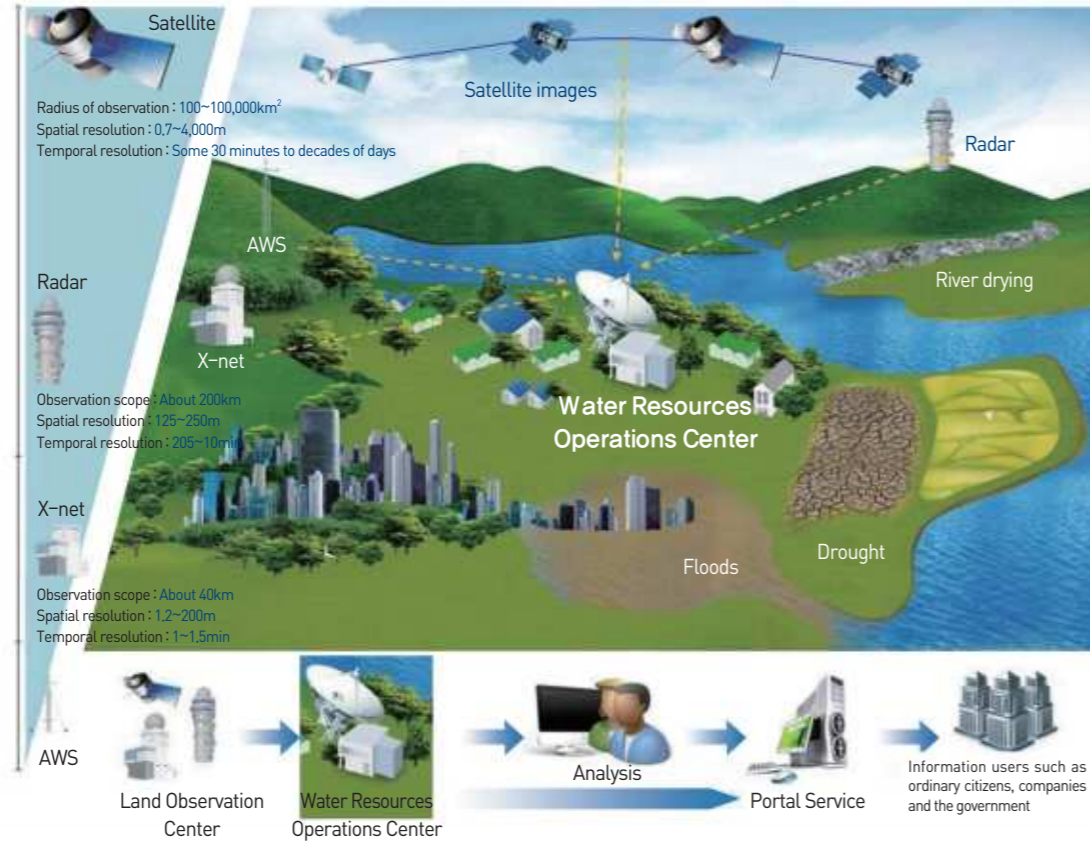 Satellite
Radius of observation : 100~100,000km²
Spatial resolution : 0.7~4,000m
Temporal resolution : Some 30 minutes to decades of days
Satellite images
Radar
AWS
River drying
Radar
X-net
Observation scope : About 200km
Spatial resolution : 125~250m
Temporal resolution : 205~10min
Water Resources
Operations Center
X-net
Floods
Drought
Observation scope : About 40km
Spatial resolution : 1.2~200m
Temporal resolution : 1~1.5min
AWS
Land Observation
Center
Water Resources
Operations Center
Analysis
Portal Service
Information users such as
ordinary citizens, companies
and the government